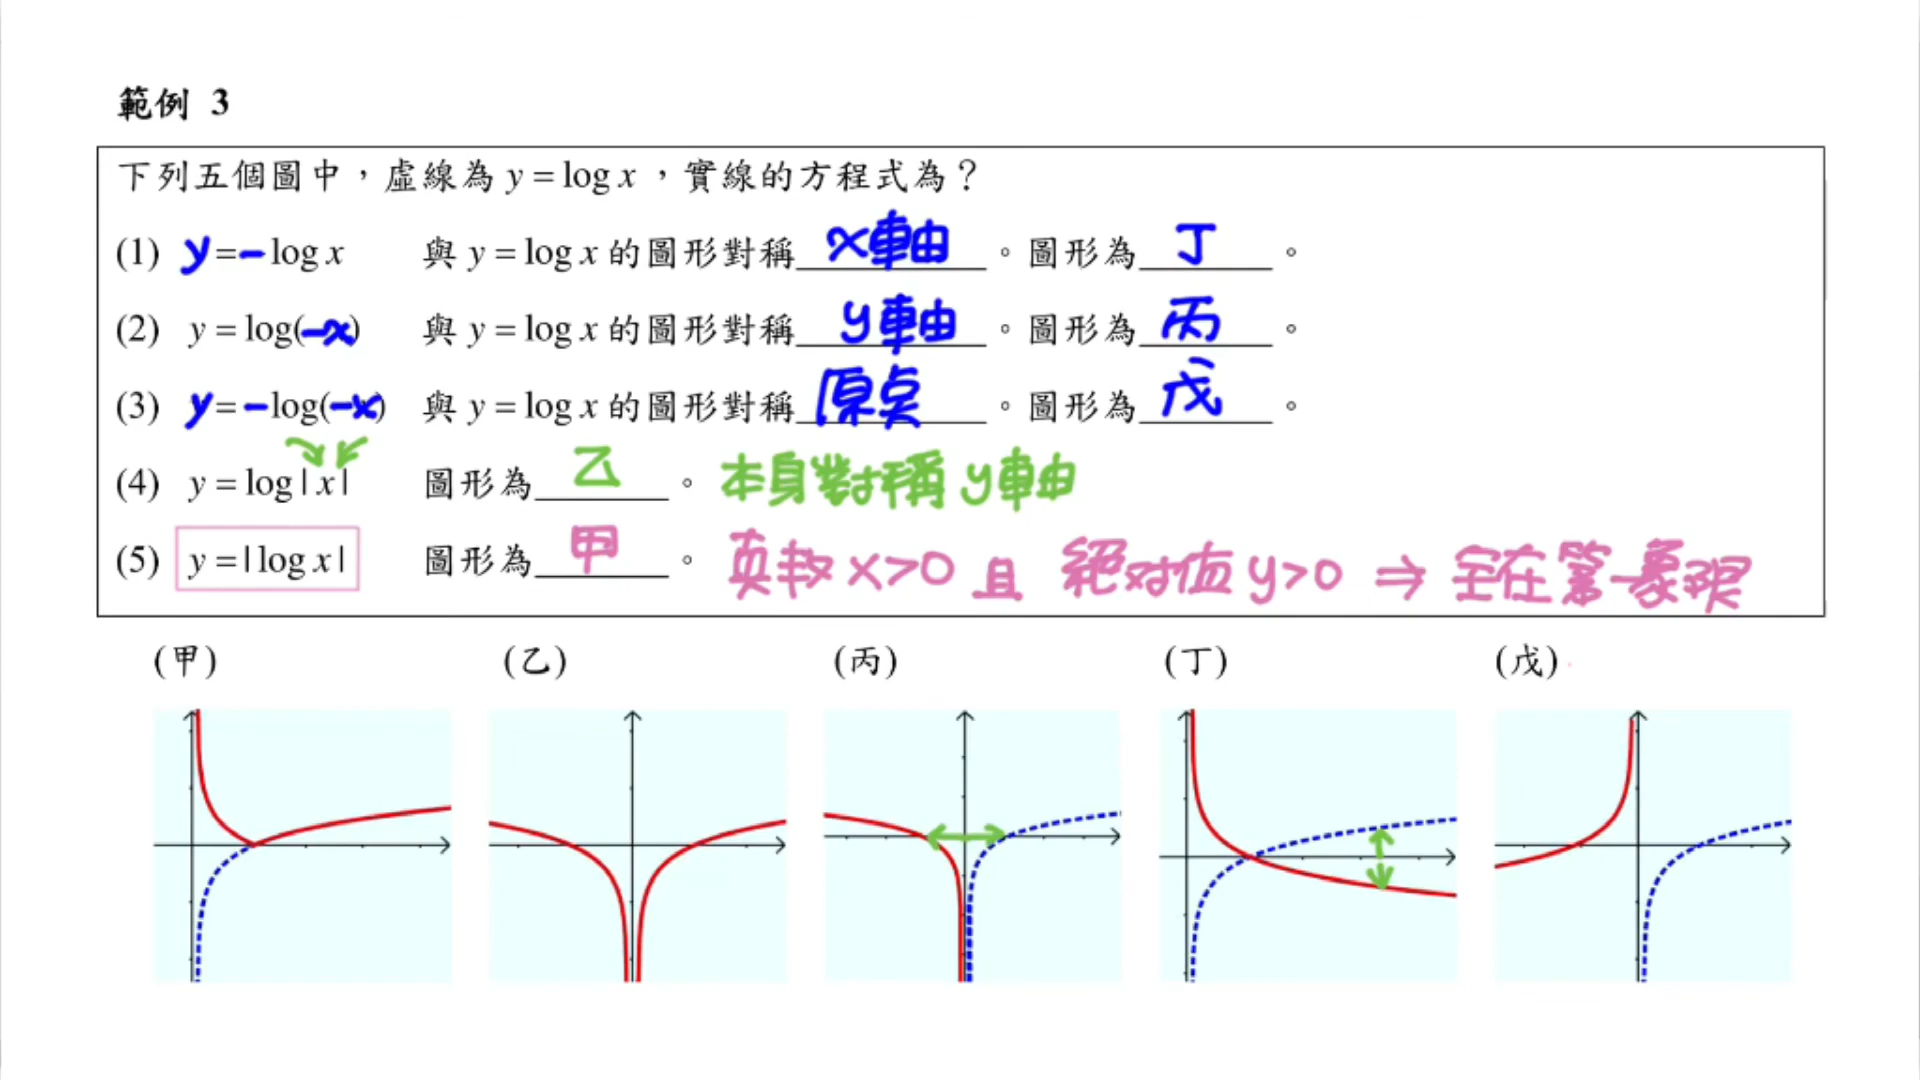 範例 3
下列五個圖中，虛線為 y = log x ，實線的方程式為？
(1) y = - log x 與 y = log x 的圖形對稱 x軸 。圖形為 丁 。
(2) y = log(-x) 與 y = log x 的圖形對稱 y軸 。圖形為 丙 。
(3) y = -log(-x) 與 y = log x 的圖形對稱 原点 。圖形為 戊 。
(4) y = log | x | 圖形為 乙 。 本身對稱 y軸
(5) y = | log x | 圖形為 甲 。 真数 x>0 且 絕对值 y>0 ⇒ 全在第一象限
(甲) (乙) (丙) (丁) (戊)